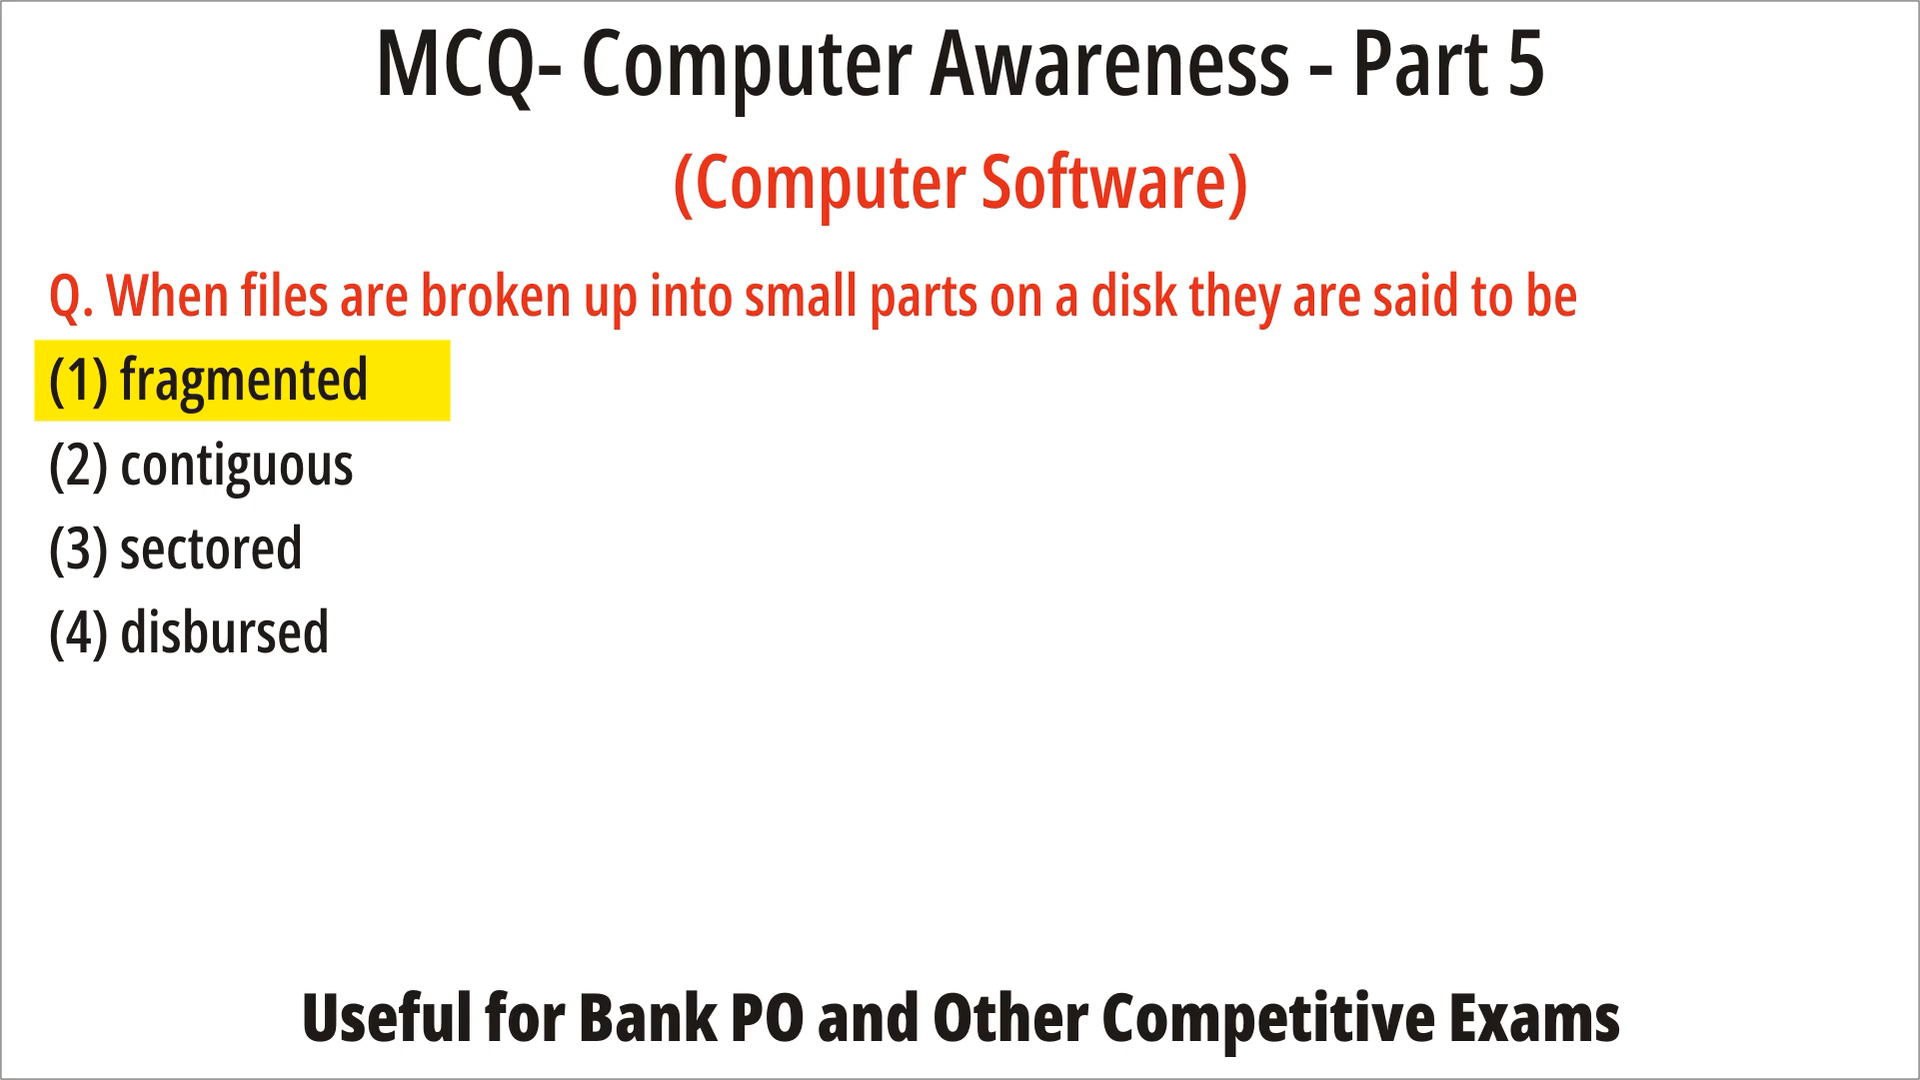 MCQ- Computer Awareness - Part 5
(Computer Software)
Q. When files are broken up into small parts on a disk they are said to be
(1) fragmented
(2) contiguous
(3) sectored
(4) disbursed
Useful for Bank PO and Other Competitive Exams